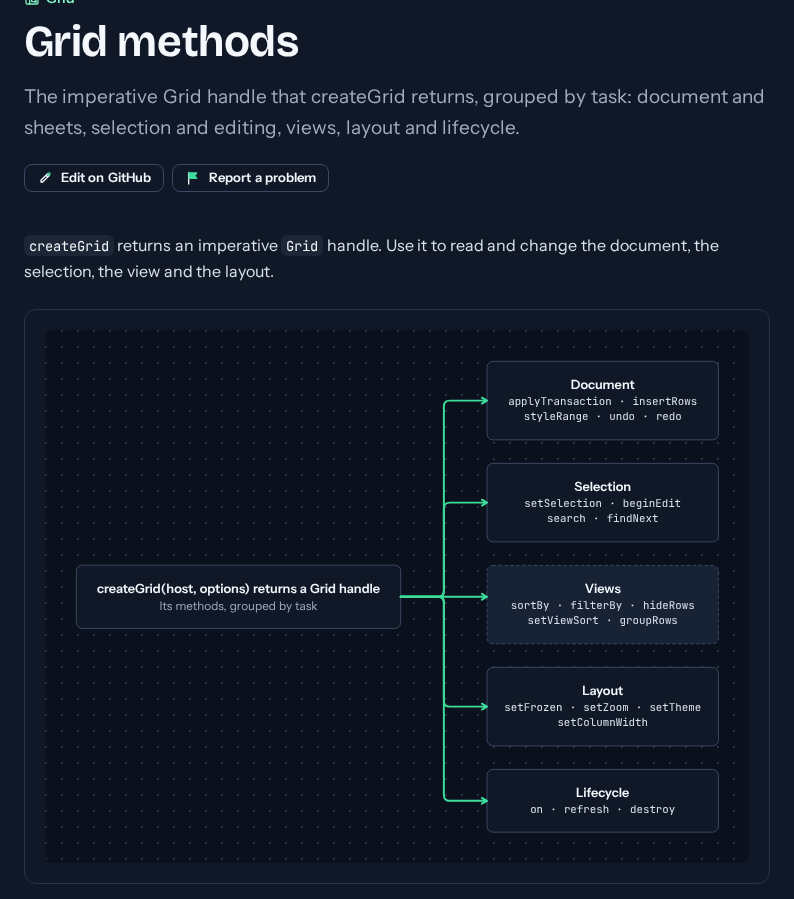 Grid
Grid methods
The imperative Grid handle that createGrid returns, grouped by task: document and
sheets, selection and editing, views, layout and lifecycle.
Edit on GitHub
Report a problem
createGrid returns an imperative Grid handle. Use it to read and change the document, the
selection, the view and the layout.
createGrid(host, options) returns a Grid handle
Its methods, grouped by task
Document
applyTransaction · insertRows
styleRange · undo · redo
Selection
setSelection · beginEdit
search · findNext
Views
sortBy · filterBy · hideRows
setViewSort · groupRows
Layout
setFrozen · setZoom · setTheme
setColumnWidth
Lifecycle
on · refresh · destroy